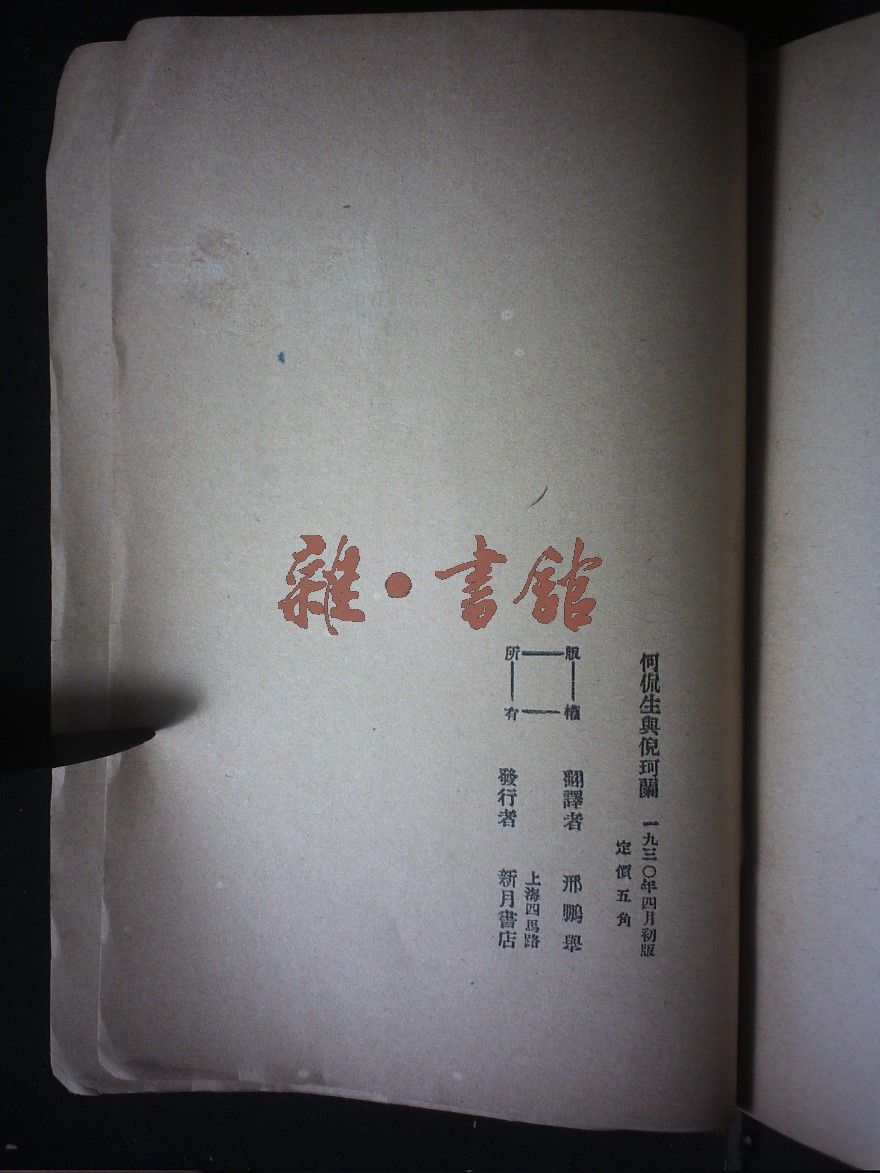 雜·書館
何侃生與倪珂蘭 一九三〇年四月初版
定價五角
版權所有
翻譯者 邢鵬舉
上海四馬路
發行者 新月書店